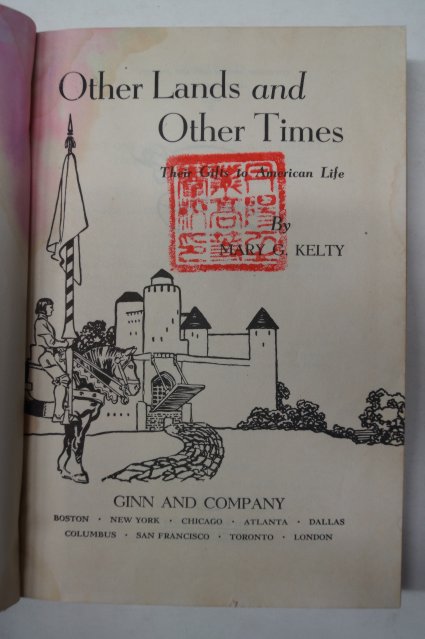 Other Lands and
Other Times
Their Gifts to American Life
By
MARY G. KELTY
GINN AND COMPANY
BOSTON · NEW YORK · CHICAGO · ATLANTA · DALLAS
COLUMBUS · SAN FRANCISCO · TORONTO · LONDON